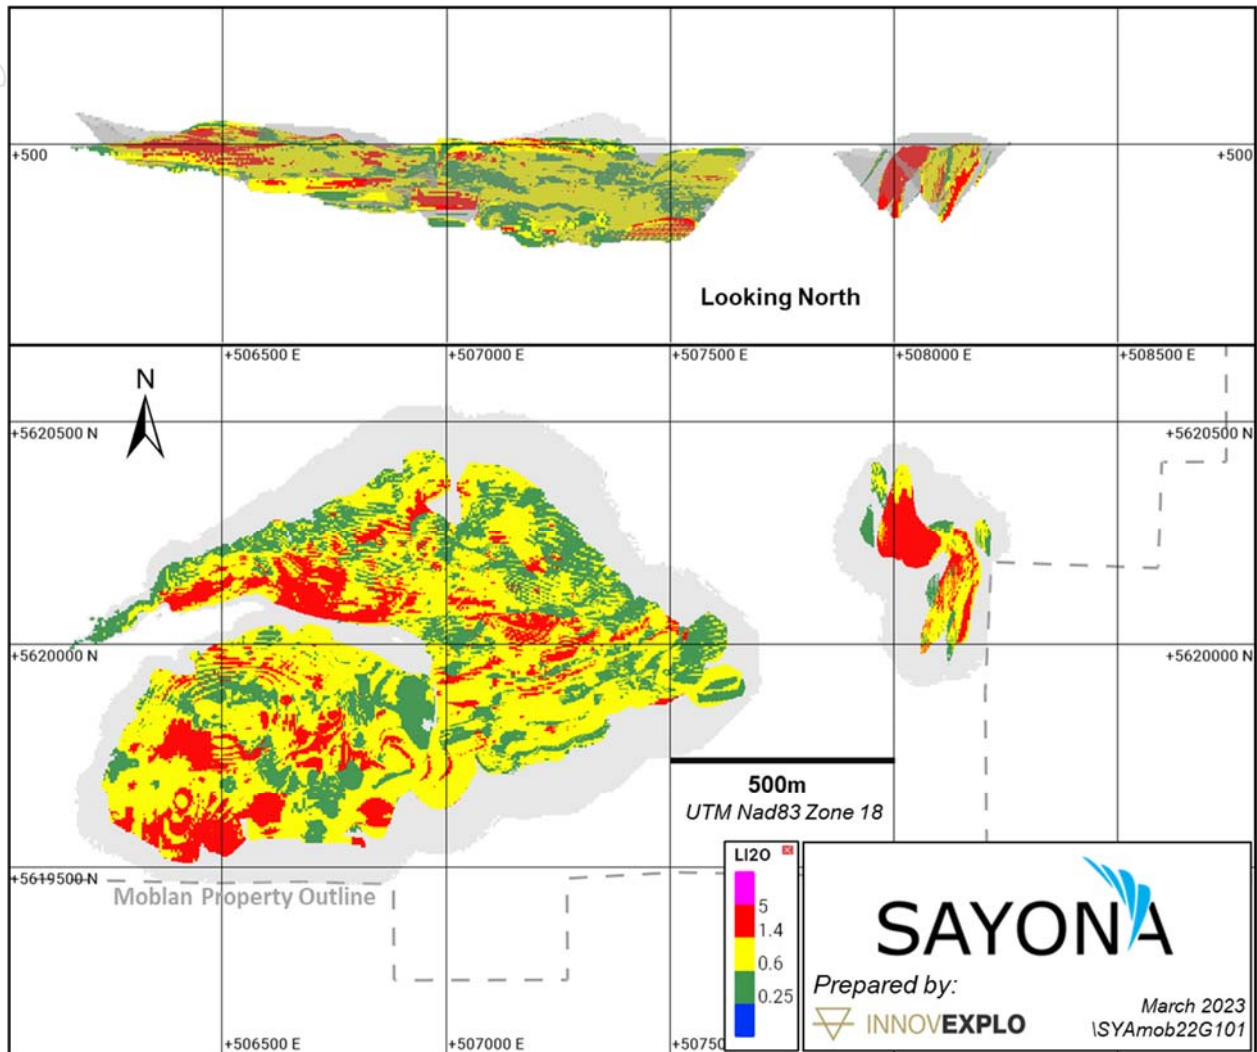 +500
+500
Looking North
+506500 E
+507000 E
+507500 E
+508000 E
+508500 E
N
+5620500 N
+5620500 N
+5620000 N
+5620000 N
500m
UTM Nad83 Zone 18
+5619500 N
Moblan Property Outline
LI2O
5
1.4
0.6
0.25
SAYONA
Prepared by:
INNOVEXPLO
March 2023
\SYAmob22G101
+506500 E
+507000 E
+50750